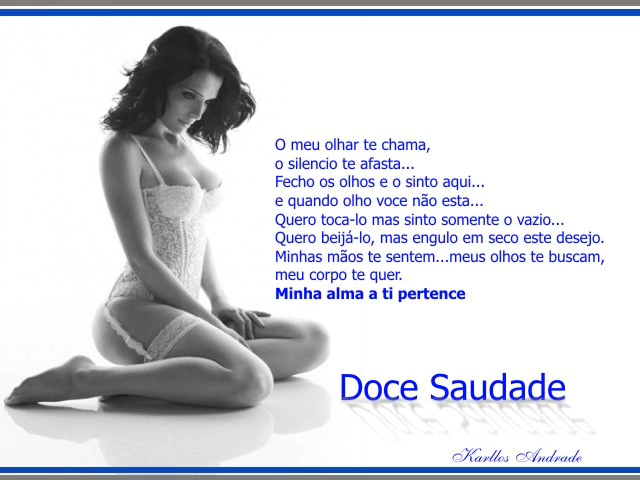 O meu olhar te chama,
o silencio te afasta...
Fecho os olhos e o sinto aqui...
e quando olho voce não esta...
Quero toca-lo mas sinto somente o vazio...
Quero beijá-lo, mas engulo em seco este desejo.
Minhas mãos te sentem...meus olhos te buscam,
meu corpo te quer.
Minha alma a ti pertence
Doce Saudade
Karllos Andrade